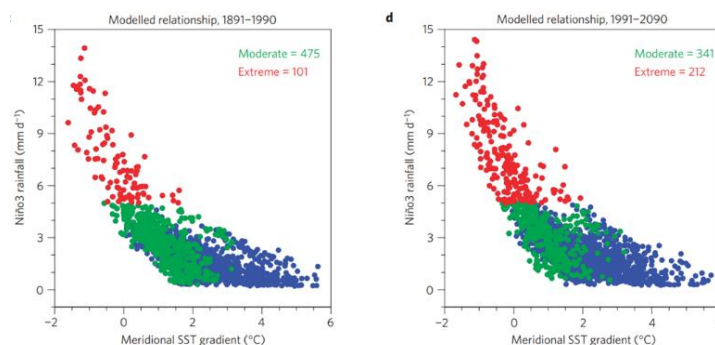 Modelled relationship, 1891–1990
15
12
9
6
3
0
Niño3 rainfall (mm d⁻¹)
Moderate = 475
Extreme = 101
−2
0
2
4
6
Meridional SST gradient (°C)
d
Modelled relationship, 1991–2090
15
12
9
6
3
0
Niño3 rainfall (mm d⁻¹)
Moderate = 341
Extreme = 212
−2
0
2
4
6
Meridional SST gradient (°C)